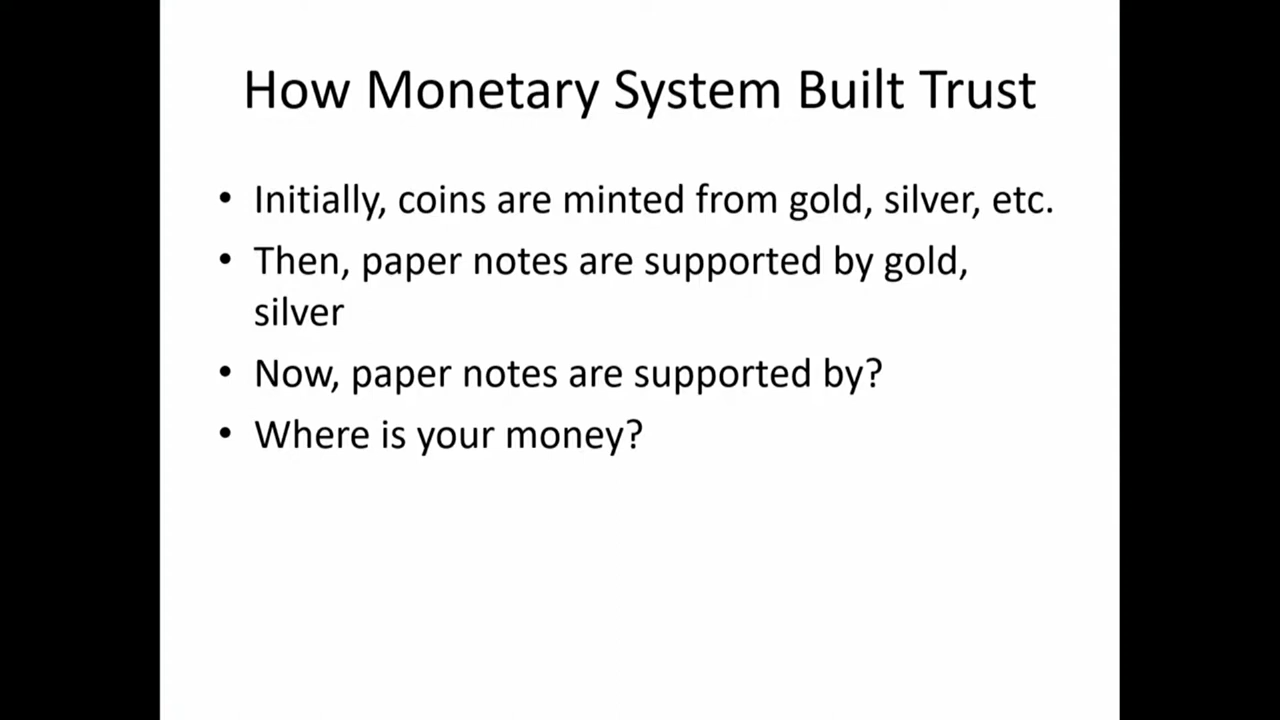 How Monetary System Built Trust
• Initially, coins are minted from gold, silver, etc.
• Then, paper notes are supported by gold,
silver
• Now, paper notes are supported by?
• Where is your money?